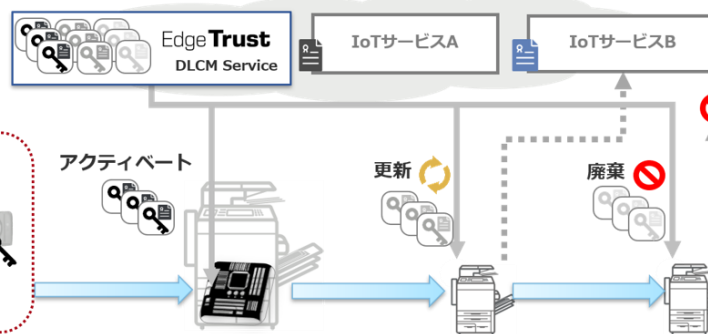 EdgeTrust
DLCM Service
IoTサービスA
IoTサービスB
アクティベート
更新
廃棄